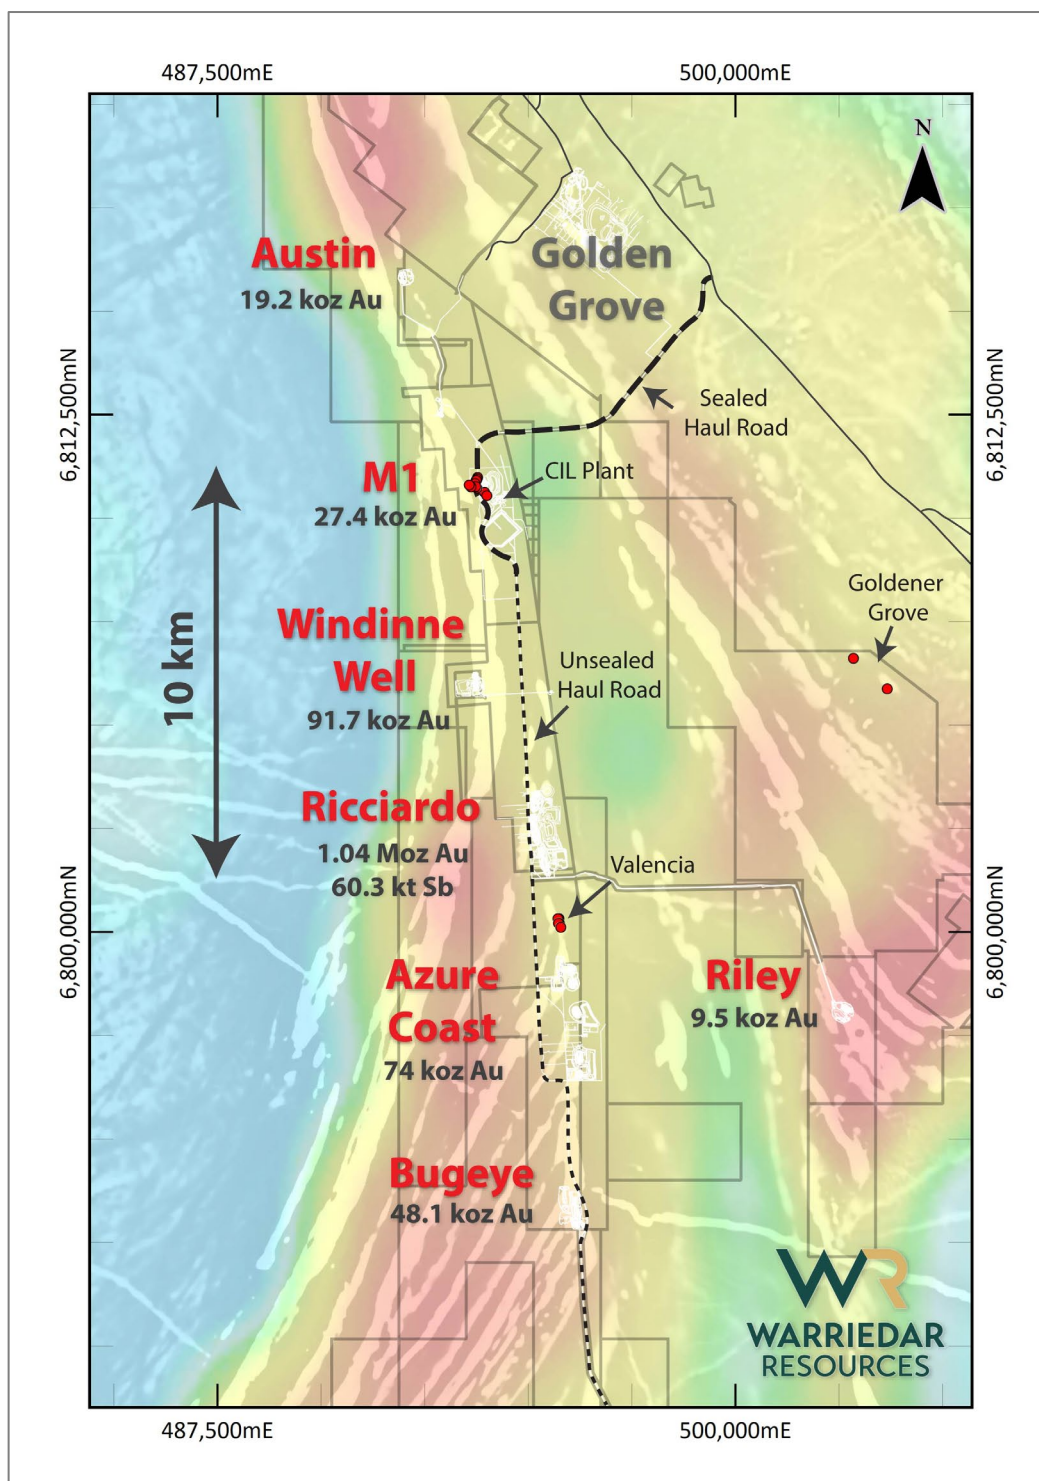 487,500mE
500,000mE
N
Austin
19.2 koz Au
Golden
Grove
6,812,500mN
6,812,500mN
Sealed
Haul Road
M1
27.4 koz Au
CIL Plant
Goldener
Grove
10 km
Windinne
Well
91.7 koz Au
Unsealed
Haul Road
Ricciardo
1.04 Moz Au
60.3 kt Sb
Valencia
6,800,000mN
6,800,000mN
Azure
Coast
74 koz Au
Riley
9.5 koz Au
Bugeye
48.1 koz Au
WR
WARRIEDAR
RESOURCES
487,500mE
500,000mE